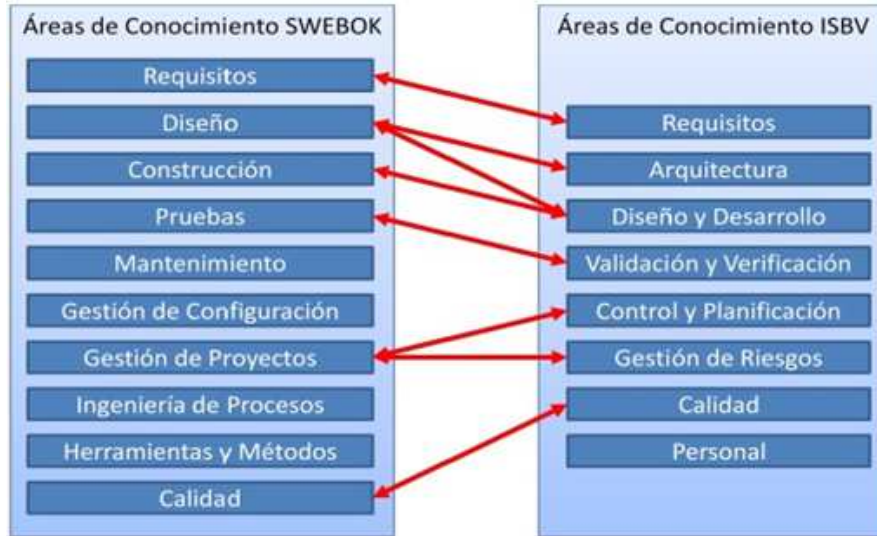 Áreas de Conocimiento SWEBOK
Requisitos
Diseño
Construcción
Pruebas
Mantenimiento
Gestión de Configuración
Gestión de Proyectos
Ingeniería de Procesos
Herramientas y Métodos
Calidad
Áreas de Conocimiento ISBV
Requisitos
Arquitectura
Diseño y Desarrollo
Validación y Verificación
Control y Planificación
Gestión de Riesgos
Calidad
Personal